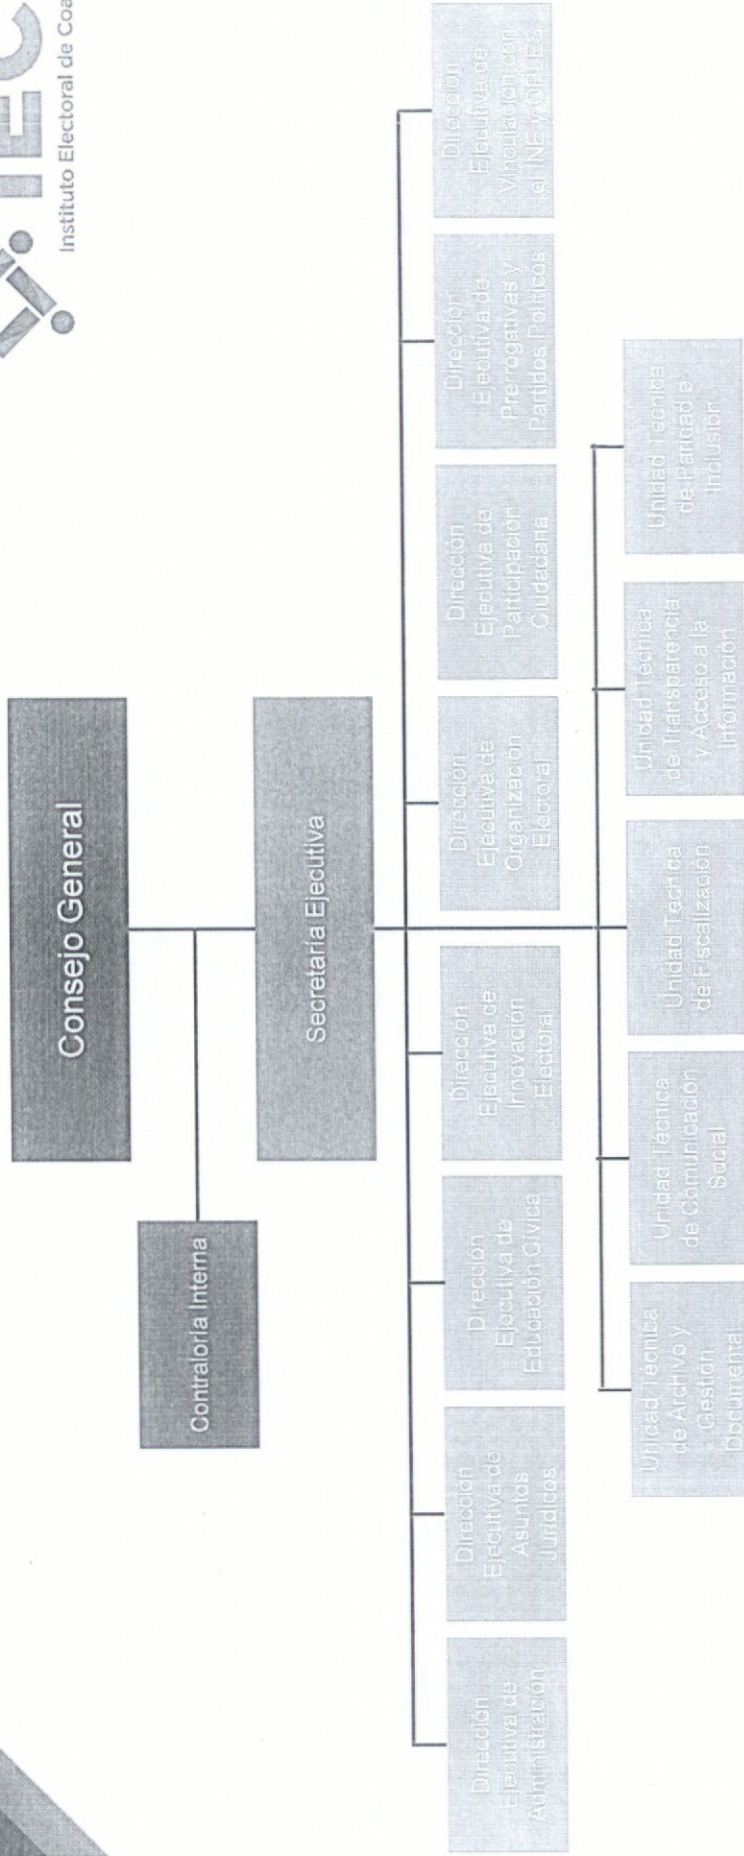 IEC
Instituto Electoral de Coa
Consejo General
Contraloría Interna
Secretaría Ejecutiva
Dirección
Ejecutiva de
Administración
Dirección
Ejecutiva de
Asuntos
Jurídicos
Dirección
Ejecutiva de
Educación Cívica
Dirección
Ejecutiva de
Innovación
Electoral
Dirección
Ejecutiva de
Organización
Electoral
Dirección
Ejecutiva de
Participación
Ciudadana
Dirección
Ejecutiva de
Prerrogativas y
Partidos Políticos
Dirección
Ejecutiva de
Vinculación con
el INE y OPLES
Unidad Técnica
de Archivo y
Gestión
Documental
Unidad Técnica
de Comunicación
Social
Unidad Técnica
de Fiscalización
Unidad Técnica
de Transparencia
y Acceso a la
Información
Unidad Técnica
de Paridad e
Inclusión